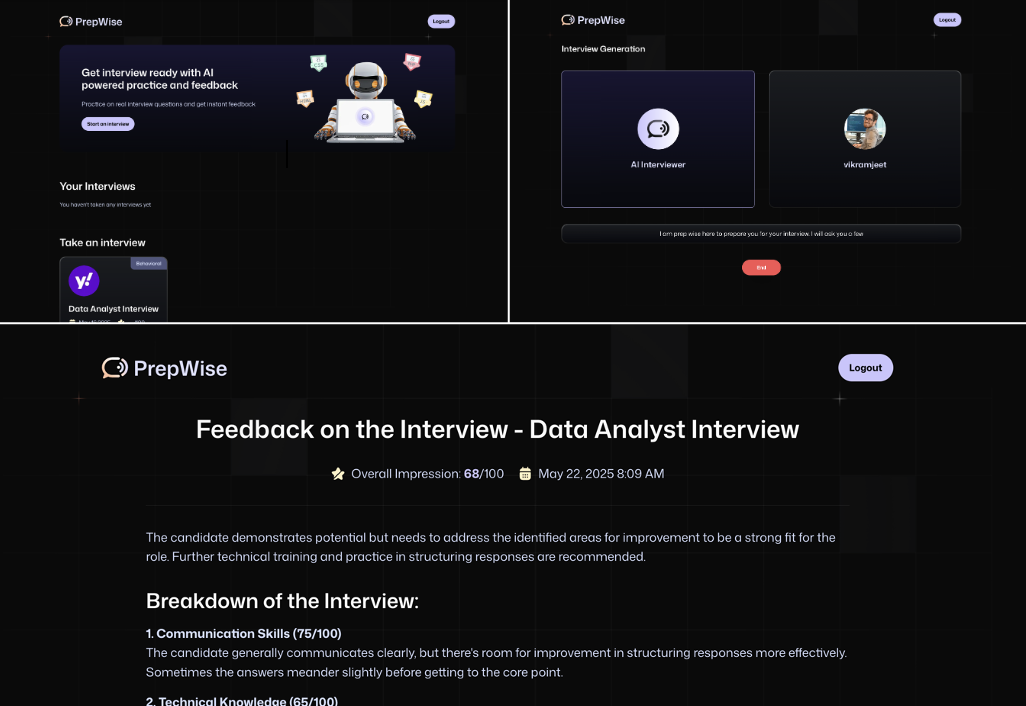 PrepWise
Logout
Get interview ready with AI
powered practice and feedback
Practice on real interview questions and get instant feedback
Start an interview
Your Interviews
You haven't taken any interviews yet
Take an interview
Behavioral
y!
Data Analyst Interview
PrepWise
Logout
Interview Generation
AI Interviewer
vikramjeet
I am prep wise here to prepare you for your interview. I will ask you a few
End
PrepWise
Logout
Feedback on the Interview - Data Analyst Interview
Overall Impression: 68/100 May 22, 2025 8:09 AM
The candidate demonstrates potential but needs to address the identified areas for improvement to be a strong fit for the
role. Further technical training and practice in structuring responses are recommended.
Breakdown of the Interview:
1. Communication Skills (75/100)
The candidate generally communicates clearly, but there's room for improvement in structuring responses more effectively.
Sometimes the answers meander slightly before getting to the core point.
2. Technical Knowledge (65/100)